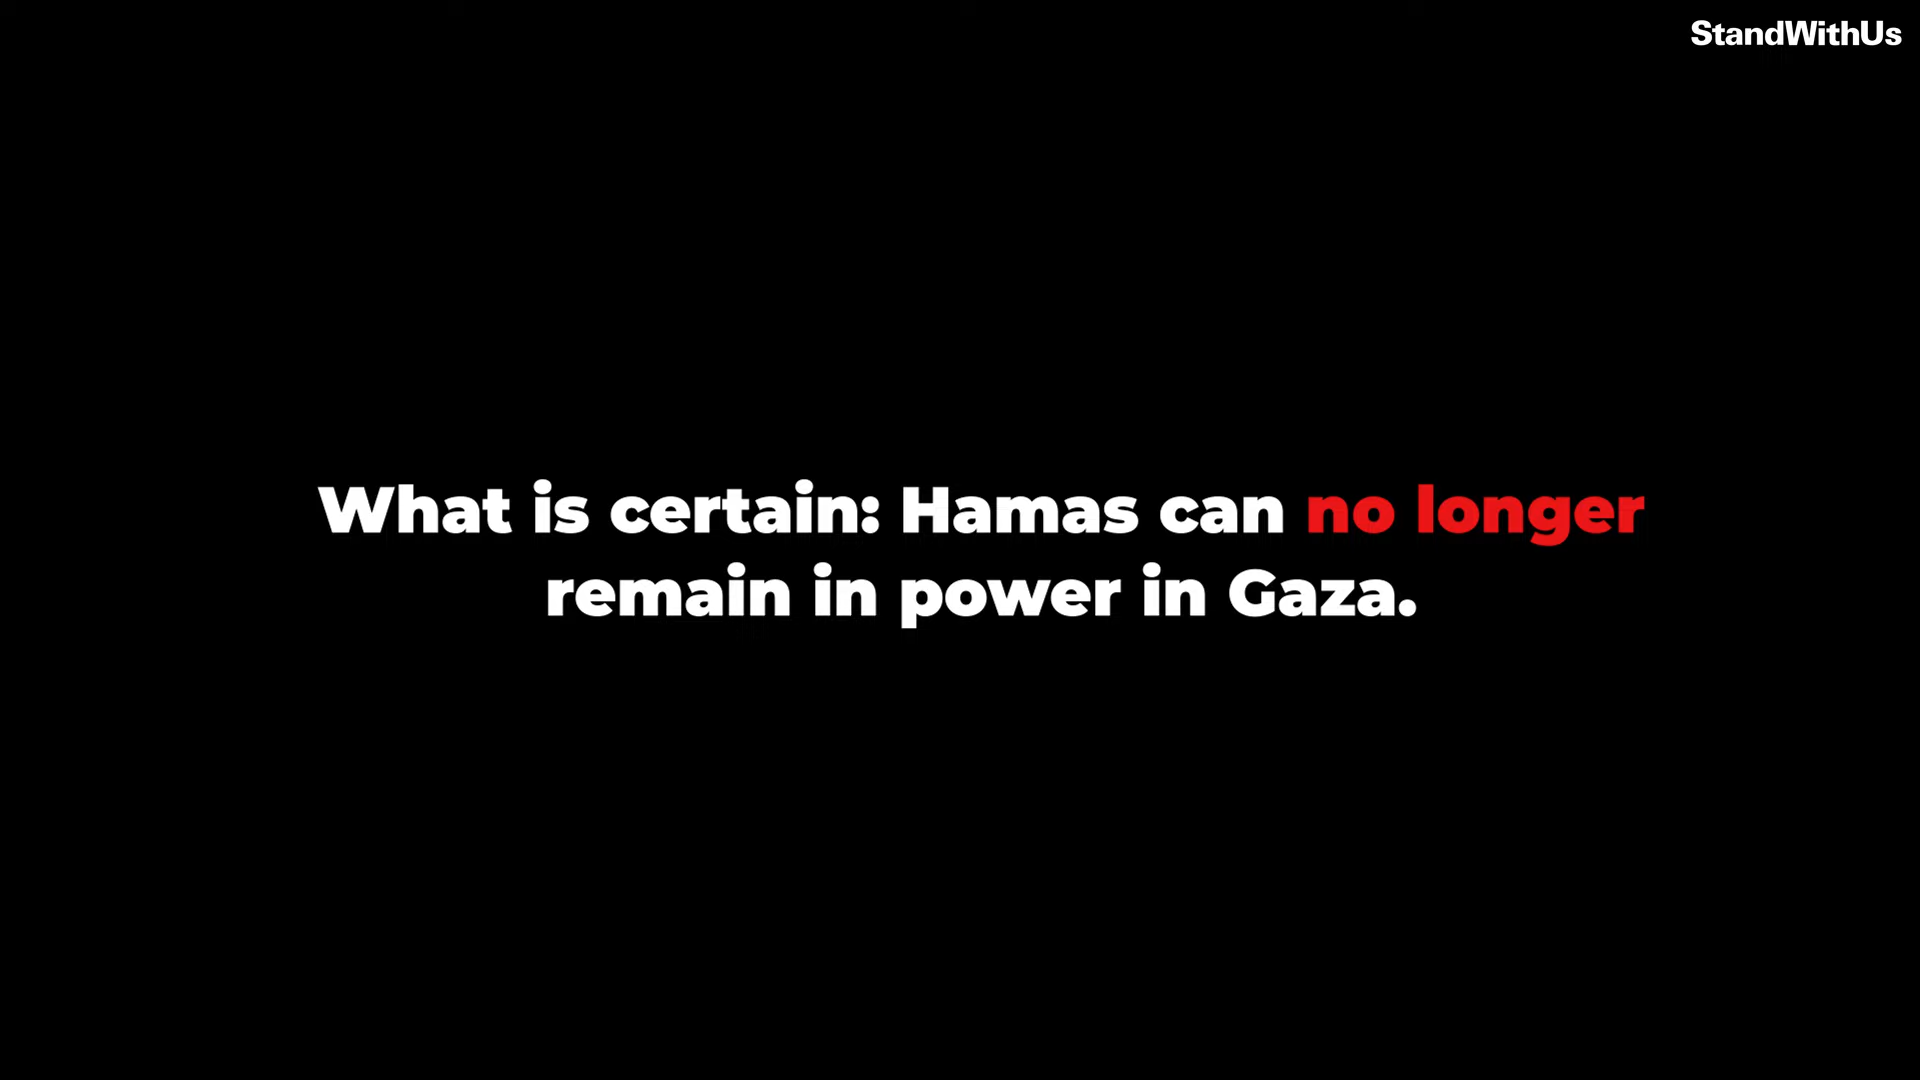 StandWithUs
What is certain: Hamas can no longer
remain in power in Gaza.